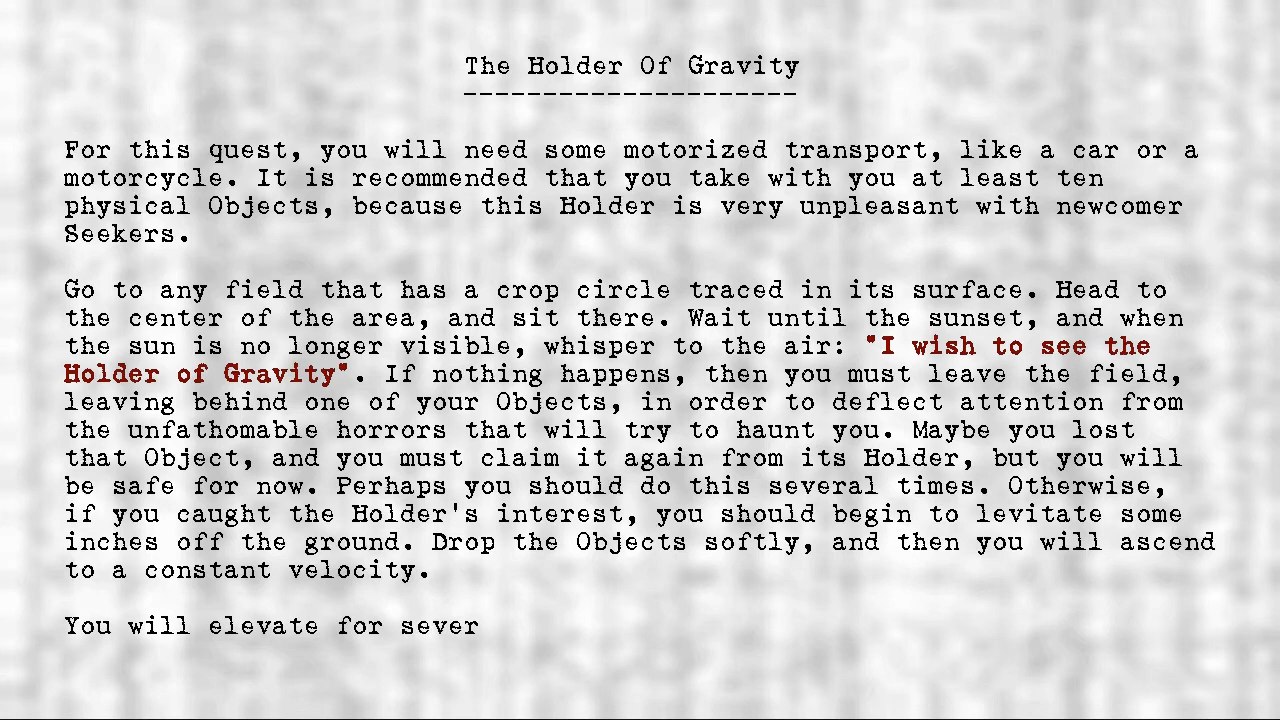 The Holder Of Gravity
---------------------
For this quest, you will need some motorized transport, like a car or a
motorcycle. It is recommended that you take with you at least ten
physical Objects, because this Holder is very unpleasant with newcomer
Seekers.
Go to any field that has a crop circle traced in its surface. Head to
the center of the area, and sit there. Wait until the sunset, and when
the sun is no longer visible, whisper to the air: "I wish to see the
Holder of Gravity". If nothing happens, then you must leave the field,
leaving behind one of your Objects, in order to deflect attention from
the unfathomable horrors that will try to haunt you. Maybe you lost
that Object, and you must claim it again from its Holder, but you will
be safe for now. Perhaps you should do this several times. Otherwise,
if you caught the Holder's interest, you should begin to levitate some
inches off the ground. Drop the Objects softly, and then you will ascend
to a constant velocity.
You will elevate for sever